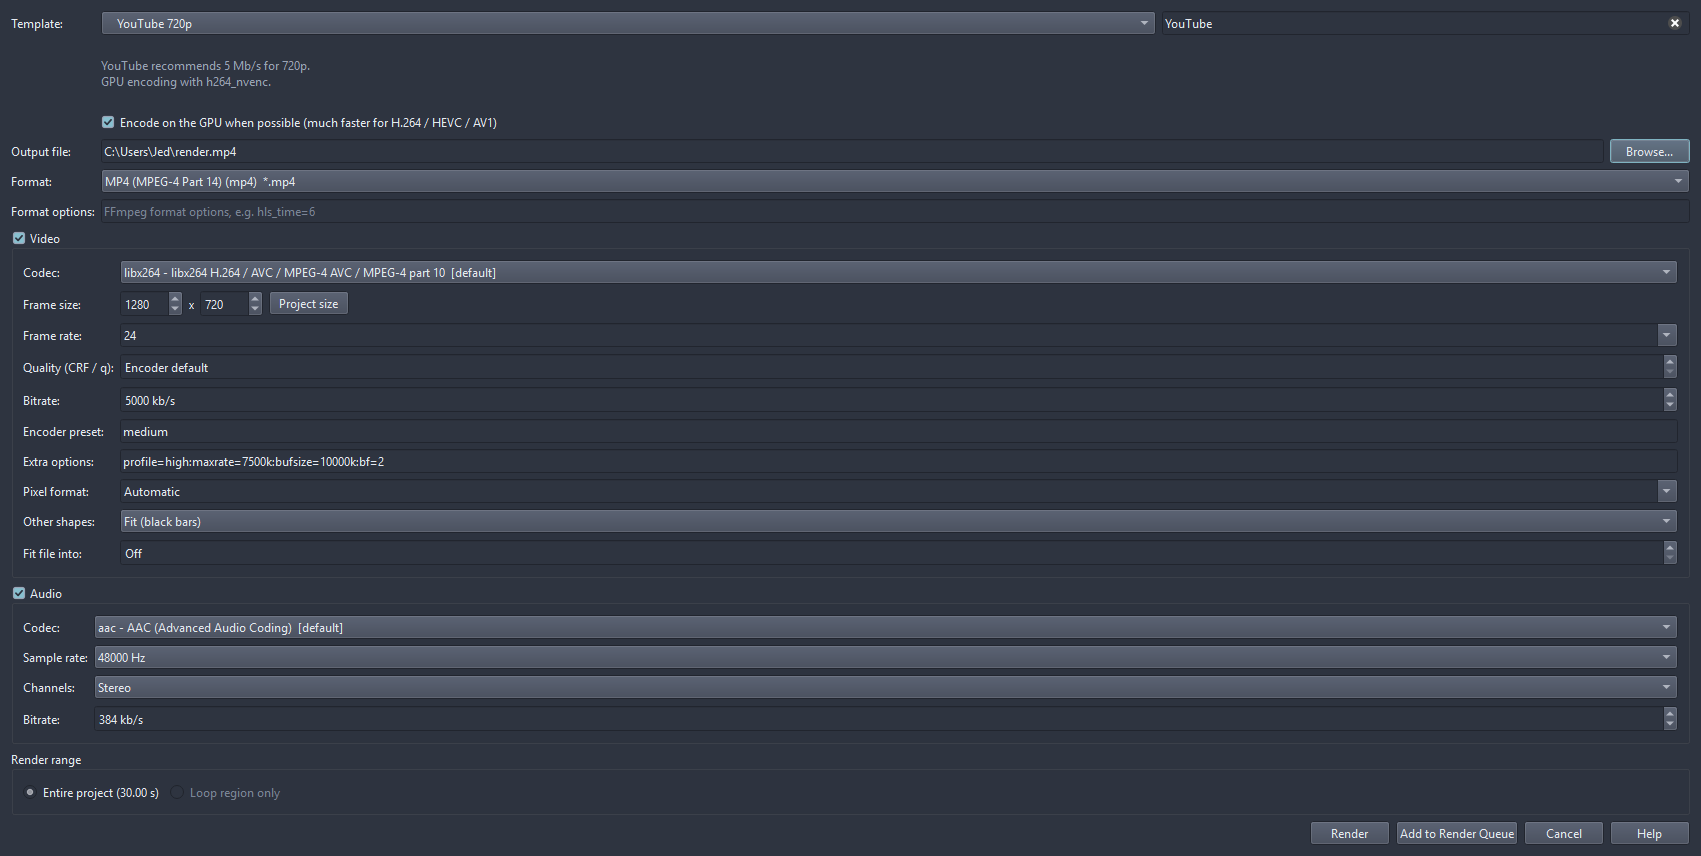 Template: YouTube 720p YouTube
YouTube recommends 5 Mb/s for 720p.
GPU encoding with h264_nvenc.
Encode on the GPU when possible (much faster for H.264 / HEVC / AV1)
Output file: C:\Users\Jed\render.mp4 Browse...
Format: MP4 (MPEG-4 Part 14) (mp4) *.mp4
Format options: FFmpeg format options, e.g. hls_time=6
Video
Codec: libx264 - libx264 H.264 / AVC / MPEG-4 AVC / MPEG-4 part 10 [default]
Frame size: 1280 x 720 Project size
Frame rate: 24
Quality (CRF / q): Encoder default
Bitrate: 5000 kb/s
Encoder preset: medium
Extra options: profile=high:maxrate=7500k:bufsize=10000k:bf=2
Pixel format: Automatic
Other shapes: Fit (black bars)
Fit file into: Off
Audio
Codec: aac - AAC (Advanced Audio Coding) [default]
Sample rate: 48000 Hz
Channels: Stereo
Bitrate: 384 kb/s
Render range
Entire project (30.00 s) Loop region only
Render Add to Render Queue Cancel Help